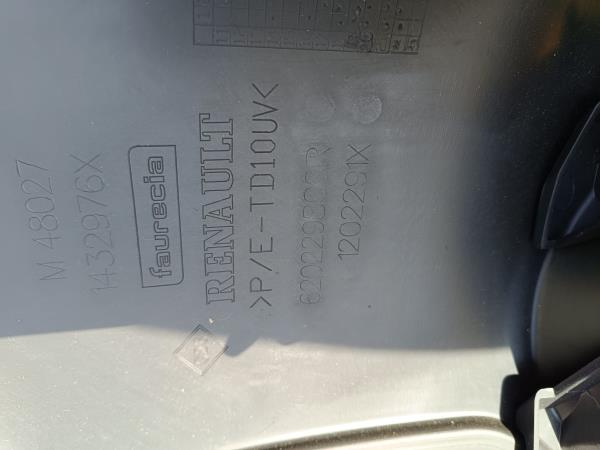 M 48027
1432976X
faurecia
RENAULT
>P/E-TD10UV<
1202291X